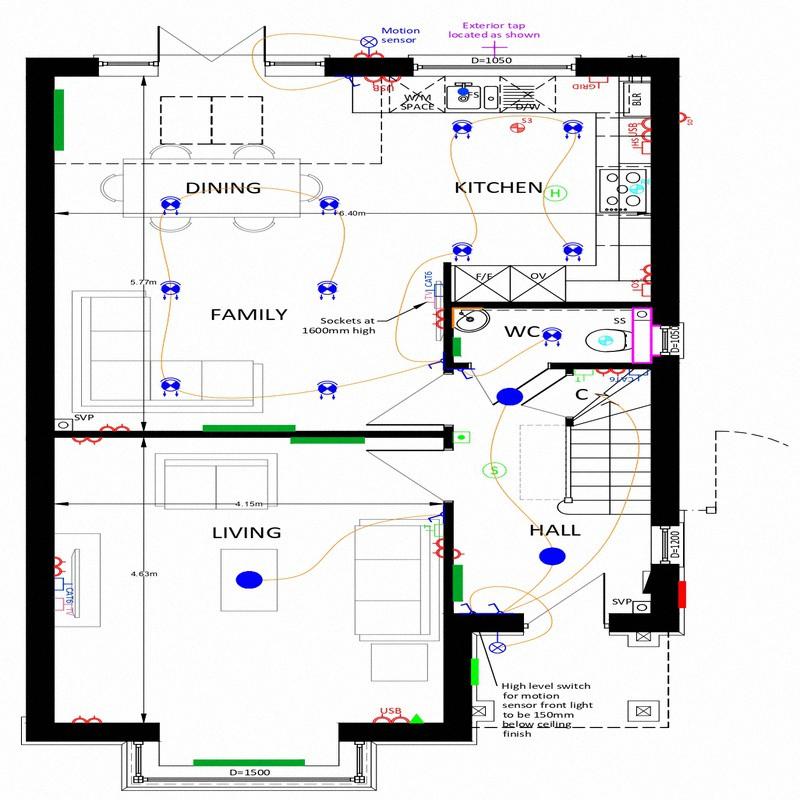 Motion
sensor
Exterior tap
located as shown
D=1050
USB
W/M
SPACE
D/W
GRID
BLR
S3
USB
DINING
KITCHEN
H
6.40m
5.77m
CAT6
TV
F/F
OV
FAMILY
Sockets at
1600mm high
WC
SS
D=1050
C
CAT6
SVP
S
4.15m
LIVING
HALL
D=1200
4.63m
CAT6
TV
SVP
USB
High level switch
for motion
sensor front light
to be 150mm
below ceiling
finish
D=1500